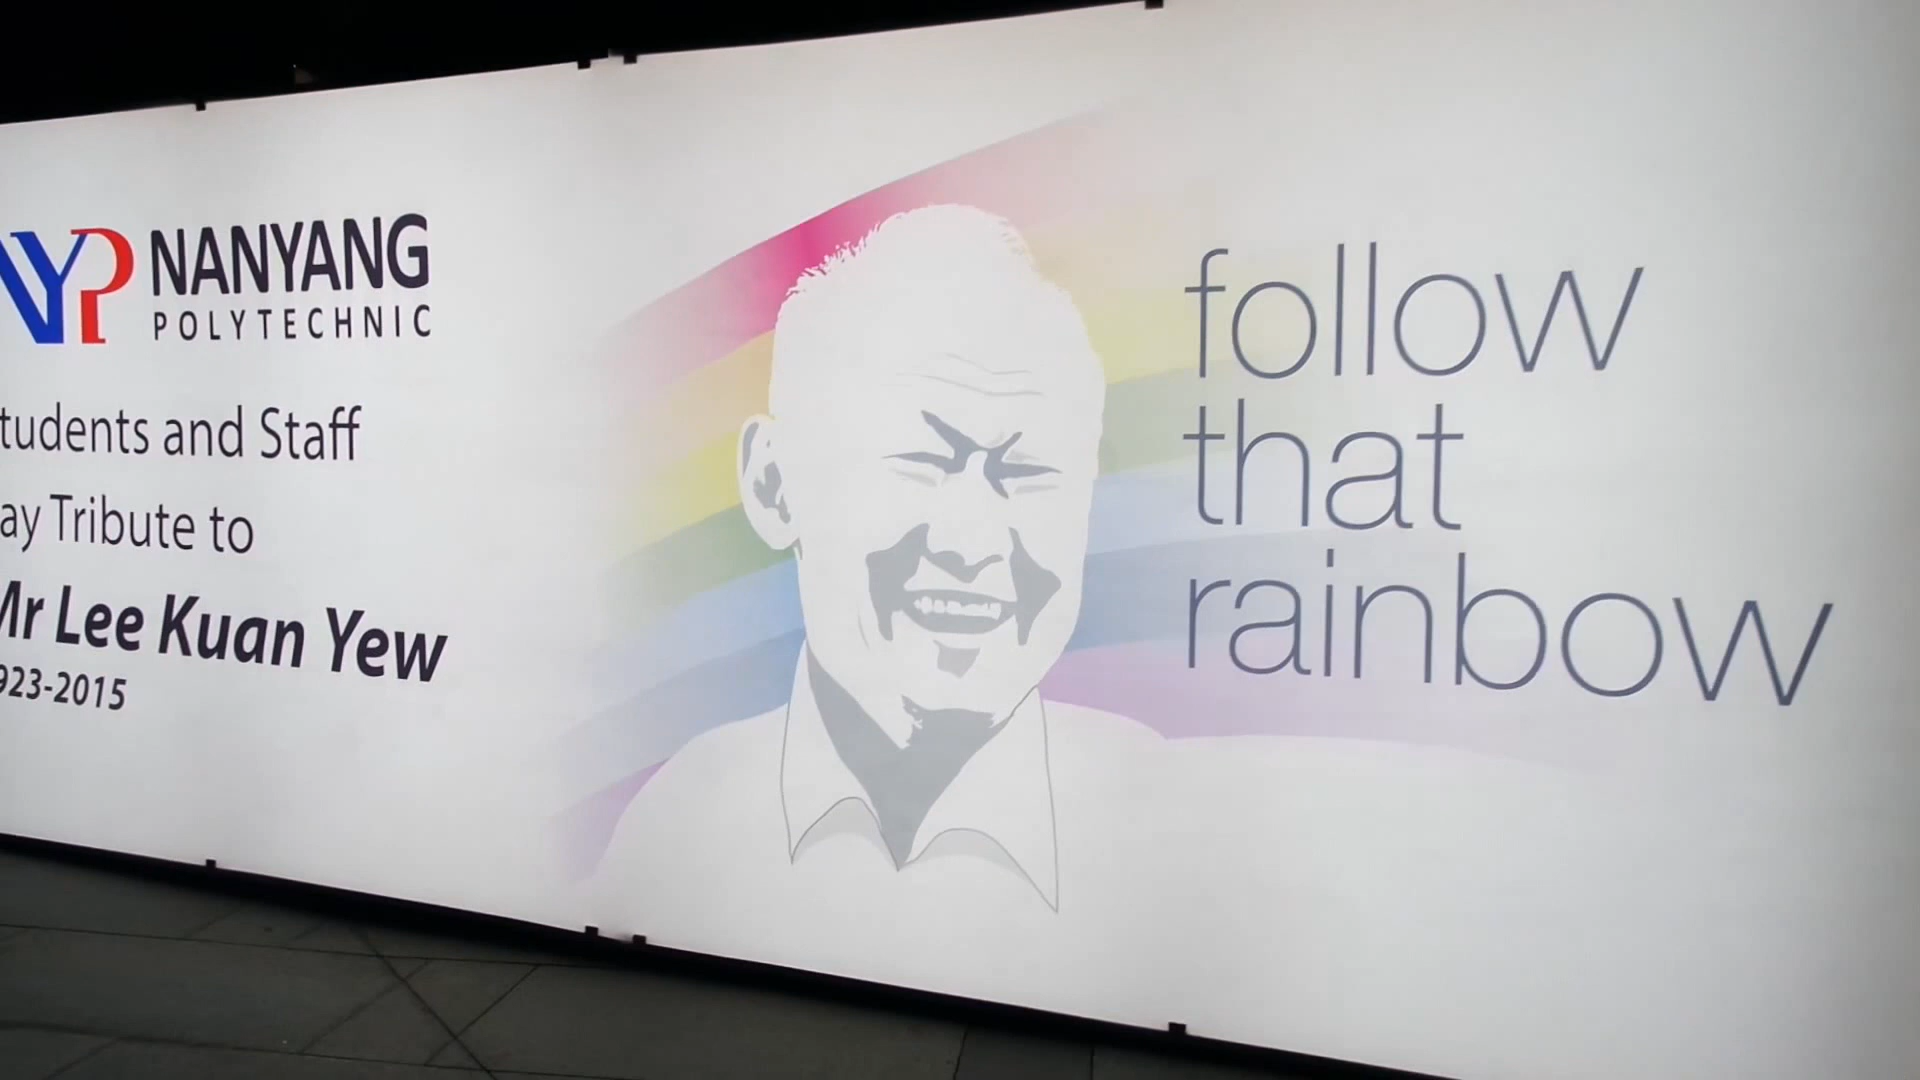 NYP NANYANG
POLYTECHNIC
tudents and Staff
ay Tribute to
Mr Lee Kuan Yew
923-2015
follow
that
rainbow